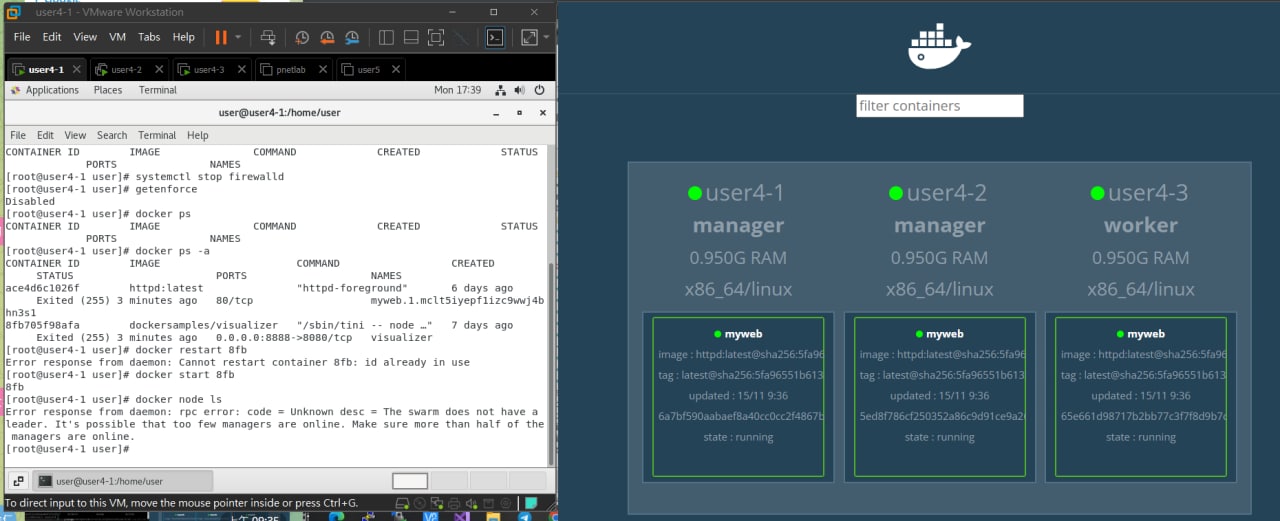 user4-1 - VMware Workstation
File Edit View VM Tabs Help
user4-1 user4-2 user4-3 pnetlab user5
Applications Places Terminal Mon 17:39
user@user4-1:/home/user
File Edit View Search Terminal Help
CONTAINER ID IMAGE COMMAND CREATED STATUS
PORTS NAMES
[root@user4-1 user]# systemctl stop firewalld
[root@user4-1 user]# getenforce
Disabled
[root@user4-1 user]# docker ps
CONTAINER ID IMAGE COMMAND CREATED STATUS
PORTS NAMES
[root@user4-1 user]# docker ps -a
CONTAINER ID IMAGE COMMAND CREATED
STATUS PORTS NAMES
ace4d6c1026f httpd:latest "httpd-foreground" 6 days ago
Exited (255) 3 minutes ago 80/tcp myweb.1.mclt5iyepf1izc9wwj4b
hn3s1
8fb705f98afa dockersamples/visualizer "/sbin/tini -- node …" 7 days ago
Exited (255) 3 minutes ago 0.0.0.0:8888->8080/tcp visualizer
[root@user4-1 user]# docker restart 8fb
Error response from daemon: Cannot restart container 8fb: id already in use
[root@user4-1 user]# docker start 8fb
8fb
[root@user4-1 user]# docker node ls
Error response from daemon: rpc error: code = Unknown desc = The swarm does not have a
leader. It's possible that too few managers are online. Make sure more than half of the
managers are online.
[root@user4-1 user]#
user@user4-1:/home/user
To direct input to this VM, move the mouse pointer inside or press Ctrl+G.
filter containers
user4-1 user4-2 user4-3
manager manager worker
0.950G RAM 0.950G RAM 0.950G RAM
x86_64/linux x86_64/linux x86_64/linux
myweb myweb myweb
image : httpd:latest@sha256:5fa96 image : httpd:latest@sha256:5fa96 image : httpd:latest@sha256:5fa96
tag : latest@sha256:5fa96551b613 tag : latest@sha256:5fa96551b613 tag : latest@sha256:5fa96551b613
updated : 15/11 9:36 updated : 15/11 9:36 updated : 15/11 9:36
6a7bf590aabaef8a40cc0cc2f4867b 5ed8f786cf250352a86c9d91ce9a2 65e661d98717b2bb77c3f7f8d9b7
state : running state : running state : running